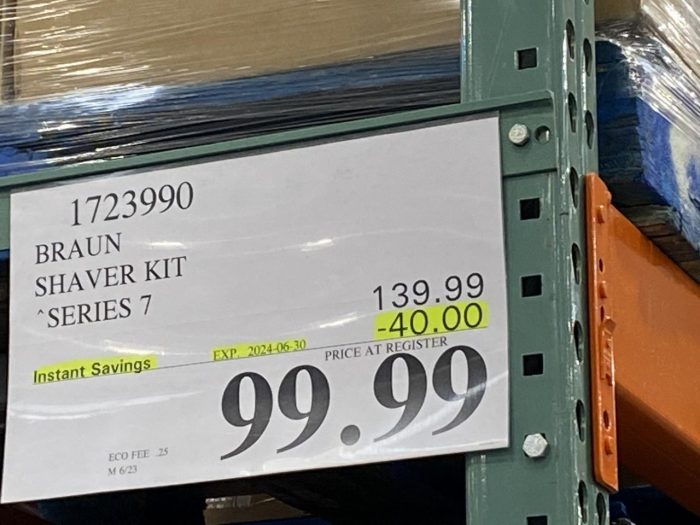 1723990
BRAUN
SHAVER KIT
^SERIES 7
139.99
-40.00
Instant Savings EXP. 2024-06-30 PRICE AT REGISTER
99.99
ECO FEE .25
M 6/23